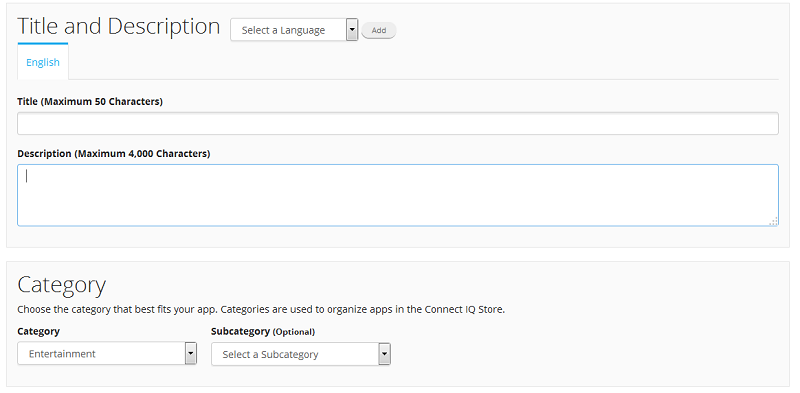 Title and Description Select a Language Add
English
Title (Maximum 50 Characters)
Description (Maximum 4,000 Characters)
Category
Choose the category that best fits your app. Categories are used to organize apps in the Connect IQ Store.
Category Subcategory (Optional)
Entertainment Select a Subcategory